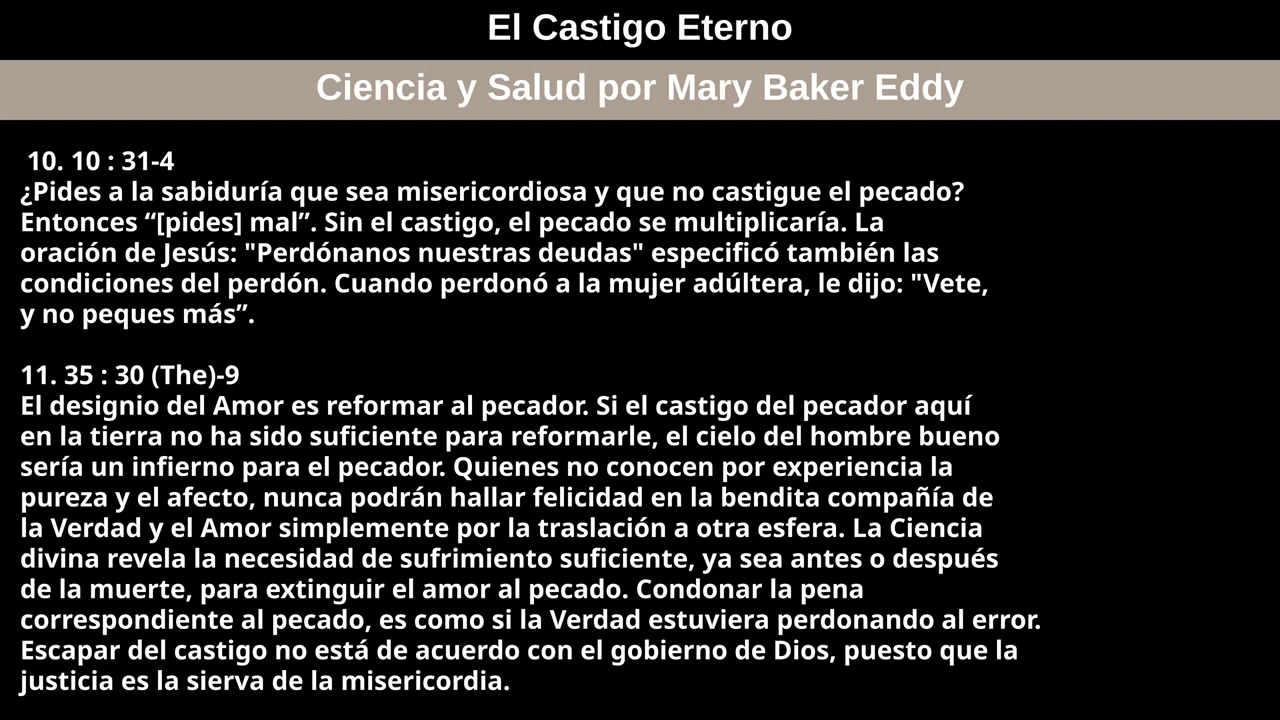 El Castigo Eterno
Ciencia y Salud por Mary Baker Eddy
10. 10 : 31-4
¿Pides a la sabiduría que sea misericordiosa y que no castigue el pecado?
Entonces “[pides] mal”. Sin el castigo, el pecado se multiplicaría. La
oración de Jesús: "Perdónanos nuestras deudas" especificó también las
condiciones del perdón. Cuando perdonó a la mujer adúltera, le dijo: "Vete,
y no peques más”.
11. 35 : 30 (The)-9
El designio del Amor es reformar al pecador. Si el castigo del pecador aquí
en la tierra no ha sido suficiente para reformarle, el cielo del hombre bueno
sería un infierno para el pecador. Quienes no conocen por experiencia la
pureza y el afecto, nunca podrán hallar felicidad en la bendita compañía de
la Verdad y el Amor simplemente por la traslación a otra esfera. La Ciencia
divina revela la necesidad de sufrimiento suficiente, ya sea antes o después
de la muerte, para extinguir el amor al pecado. Condonar la pena
correspondiente al pecado, es como si la Verdad estuviera perdonando al error.
Escapar del castigo no está de acuerdo con el gobierno de Dios, puesto que la
justicia es la sierva de la misericordia.